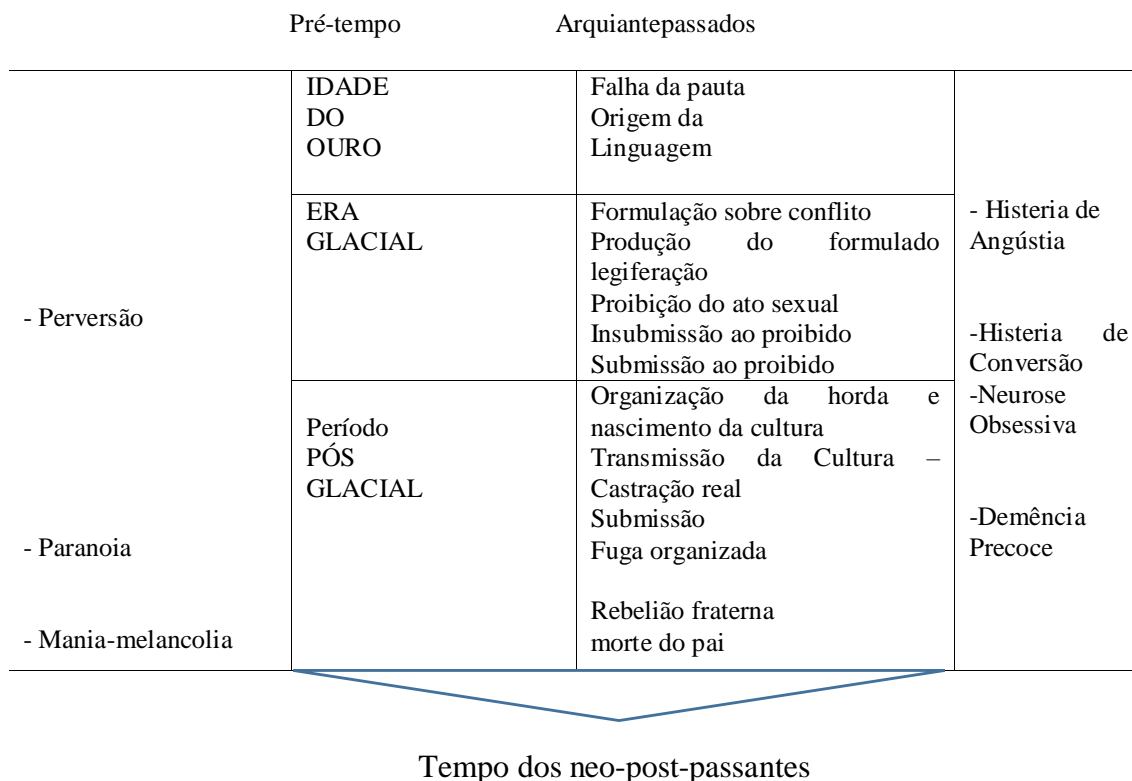 Pré-tempo Arquiantepassados
IDADE
DO
OURO
Falha da pauta
Origem da
Linguagem
ERA
GLACIAL
Formulação sobre conflito
Produção do formulado
legiferação
Proibição do ato sexual
Insubmissão ao proibido
Submissão ao proibido
- Perversão
- Histeria de
Angústia
-Histeria de
Conversão
-Neurose
Obsessiva
Período
PÓS
GLACIAL
Organização da horda e
nascimento da cultura
Transmissão da Cultura –
Castração real
Submissão
Fuga organizada
Rebelião fraterna
morte do pai
- Paranoia
- Mania-melancolia
-Demência
Precoce
Tempo dos neo-post-passantes